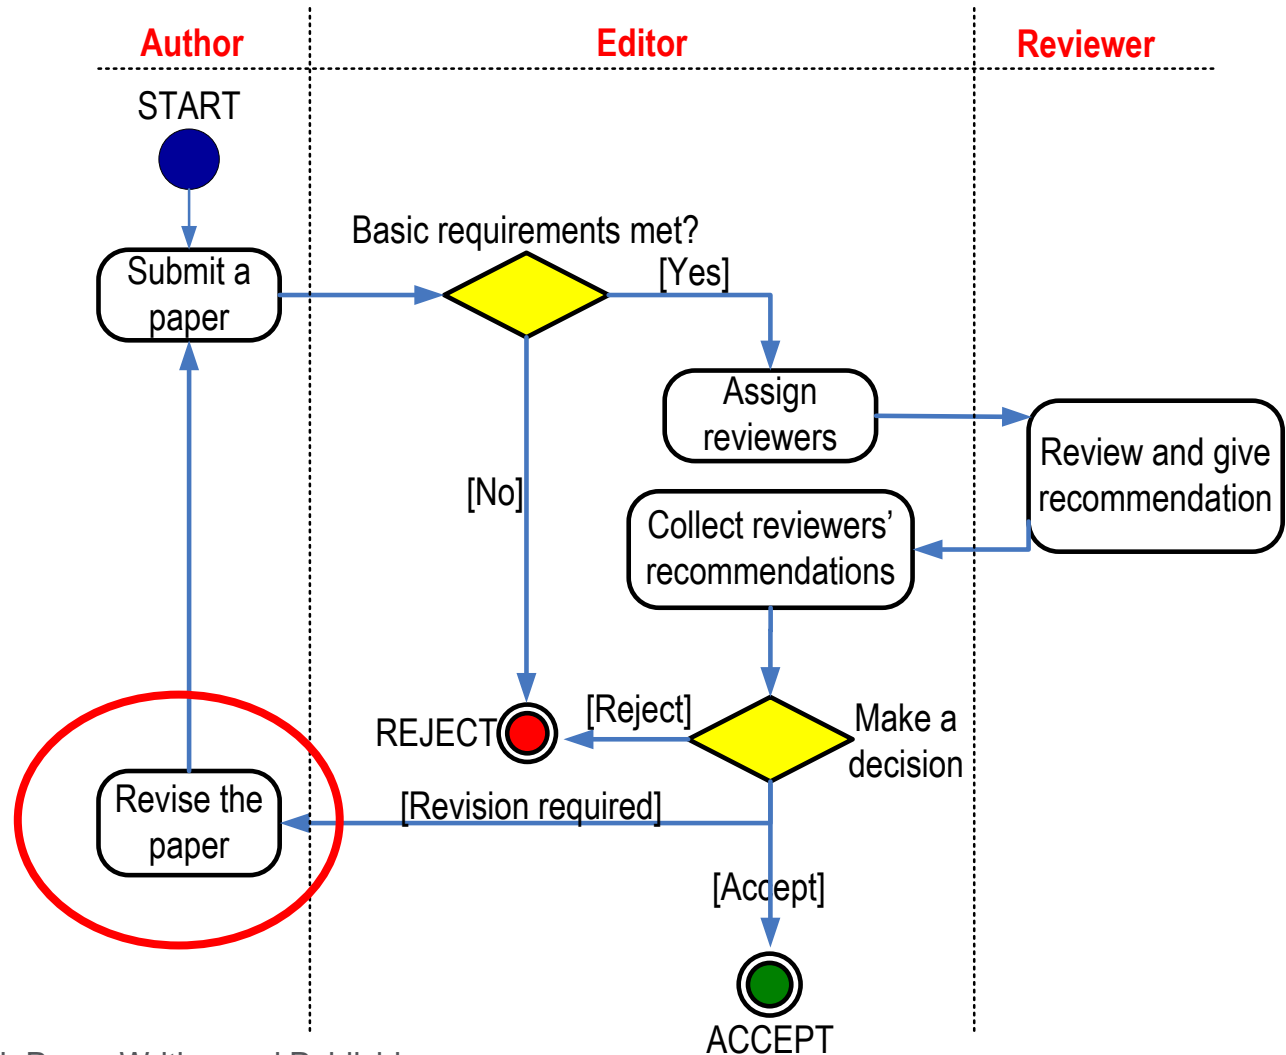 Author
Editor
Reviewer
START
Basic requirements met?
[Yes]
Submit a
paper
Assign
reviewers
Review and give
recommendation
[No]
Collect reviewers’
recommendations
REJECT
[Reject]
Make a
decision
Revise the
paper
[Revision required]
[Accept]
ACCEPT